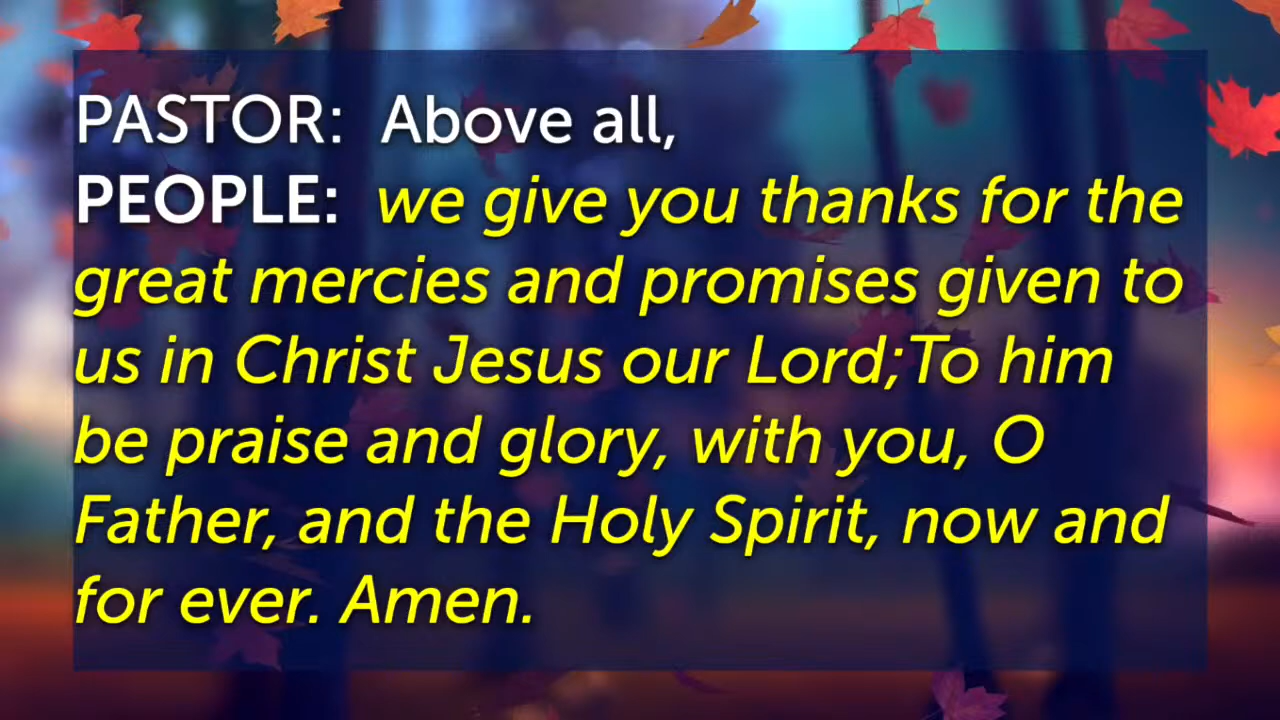 PASTOR: Above all,
PEOPLE: we give you thanks for the
great mercies and promises given to
us in Christ Jesus our Lord;To him
be praise and glory, with you, O
Father, and the Holy Spirit, now and
for ever. Amen.